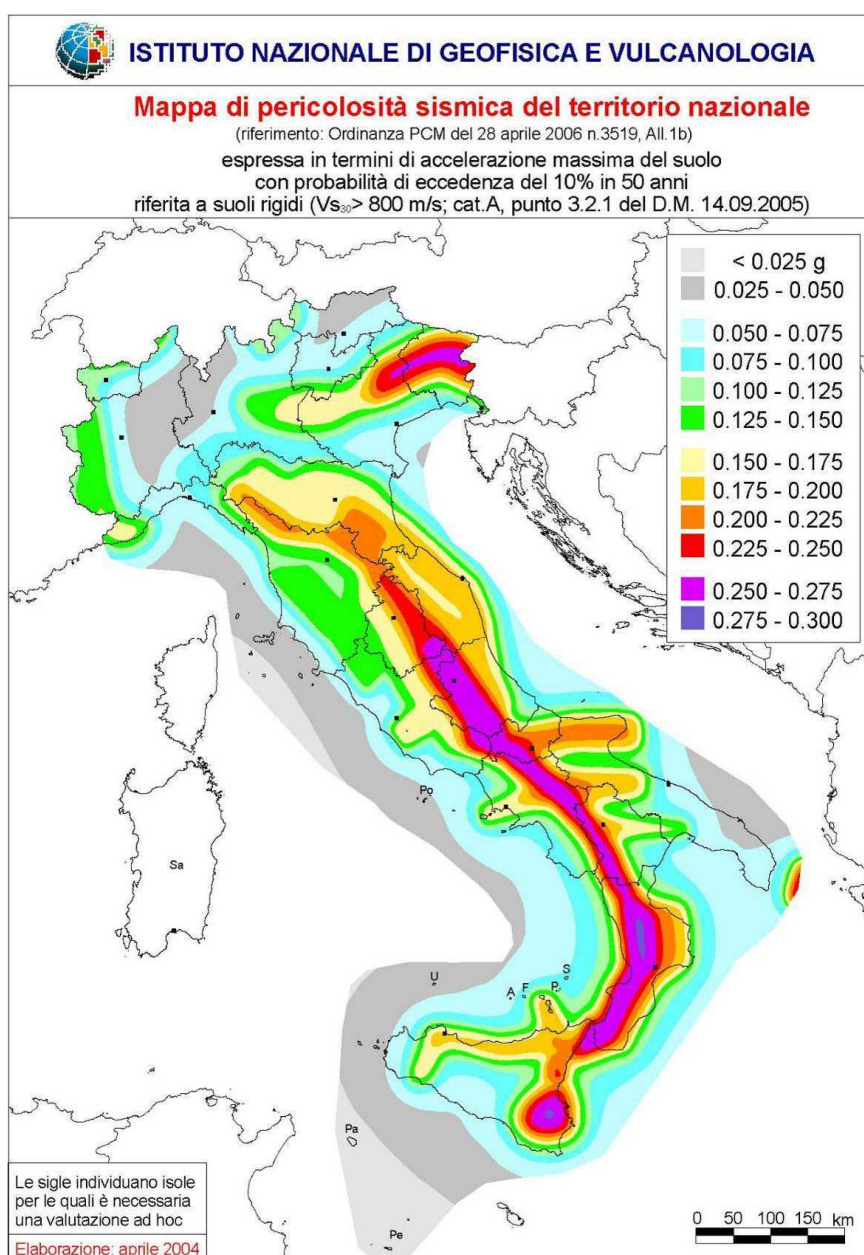 ISTITUTO NAZIONALE DI GEOFISICA E VULCANOLOGIA
Mappa di pericolosità sismica del territorio nazionale
(riferimento: Ordinanza PCM del 28 aprile 2006 n.3519, All.1b)
espressa in termini di accelerazione massima del suolo
con probabilità di eccedenza del 10% in 50 anni
riferita a suoli rigidi (Vs30> 800 m/s; cat.A, punto 3.2.1 del D.M. 14.09.2005)
< 0.025 g
0.025 - 0.050
0.050 - 0.075
0.075 - 0.100
0.100 - 0.125
0.125 - 0.150
0.150 - 0.175
0.175 - 0.200
0.200 - 0.225
0.225 - 0.250
0.250 - 0.275
0.275 - 0.300
Po
Sa
U
A
F
P
S
Pa
Pe
Le sigle individuano isole
per le quali è necessaria
una valutazione ad hoc
Elaborazione: aprile 2004
0 50 100 150 km